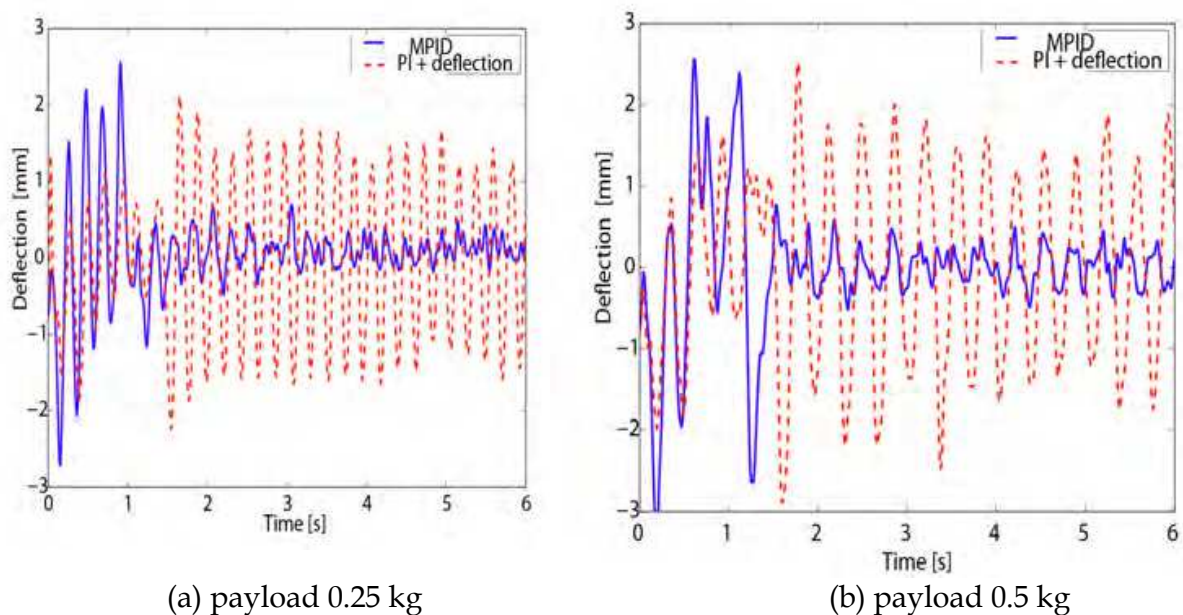 3
2
1
0
−1
−2
−3
Deflection [mm]
MPID
PI + deflection
0 1 2 3 4 5 6
Time [s]
(a) payload 0.25 kg
3
2
1
0
−1
−2
−3
Deflection [mm]
MPID
PI + deflection
0 1 2 3 4 5 6
Time [s]
(b) payload 0.5 kg